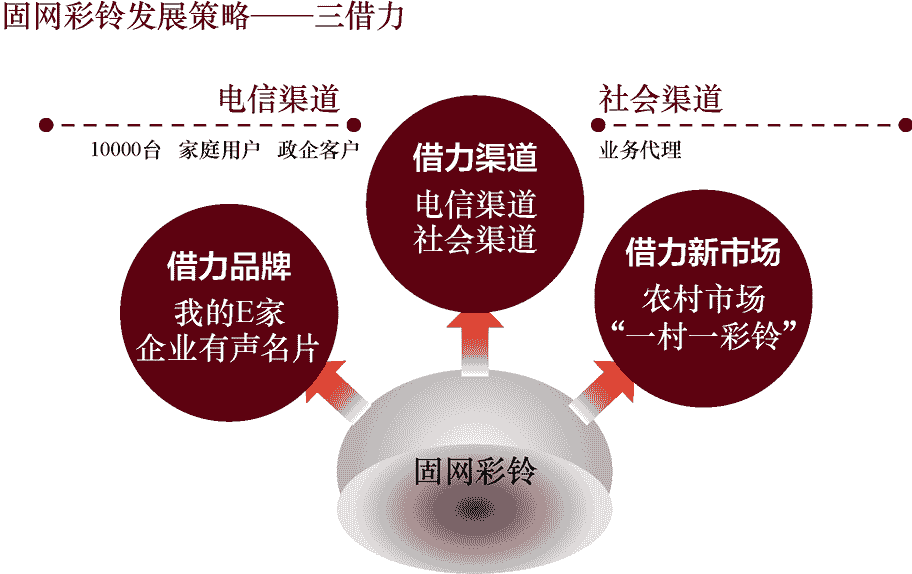 固网彩铃发展策略——三借力
电信渠道
10000台 家庭用户 政企客户
社会渠道
业务代理
借力品牌
我的E家
企业有声名片
借力渠道
电信渠道
社会渠道
借力新市场
农村市场
“一村一彩铃”
固网彩铃